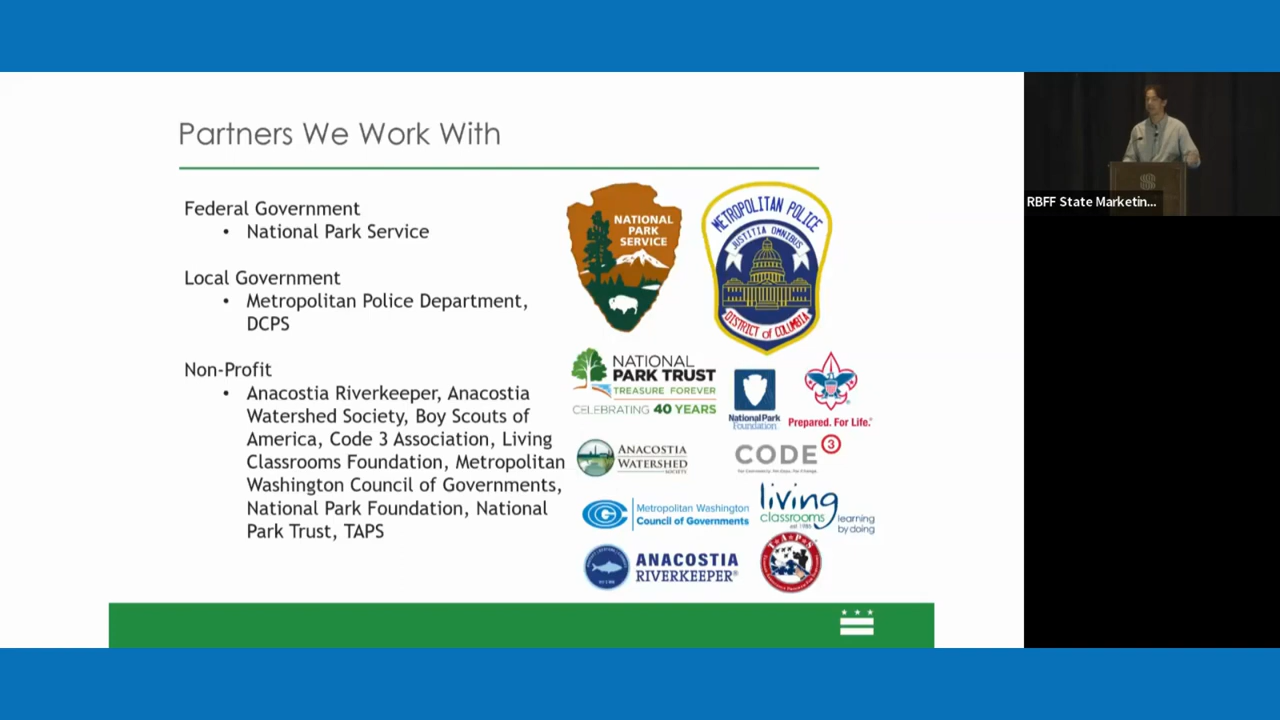 Partners We Work With
RBFF State Marketin...
Federal Government
• National Park Service
Local Government
• Metropolitan Police Department,
DCPS
Non-Profit
• Anacostia Riverkeeper, Anacostia
Watershed Society, Boy Scouts of
America, Code 3 Association, Living
Classrooms Foundation, Metropolitan
Washington Council of Governments,
National Park Foundation, National
Park Trust, TAPS
NATIONAL
PARK
SERVICE
METROPOLITAN POLICE
JUSTITIA OMNIBUS
DISTRICT of COLUMBIA
NATIONAL
PARK TRUST
TREASURE FOREVER
CELEBRATING 40 YEARS
National Park
Foundation
Prepared. For Life.®
ANACOSTIA
WATERSHED
SOCIETY
CODE 3
Metropolitan Washington
Council of Governments
living
classrooms
est 1985
learning
by doing
ANACOSTIA
RIVERKEEPER®
TAPS